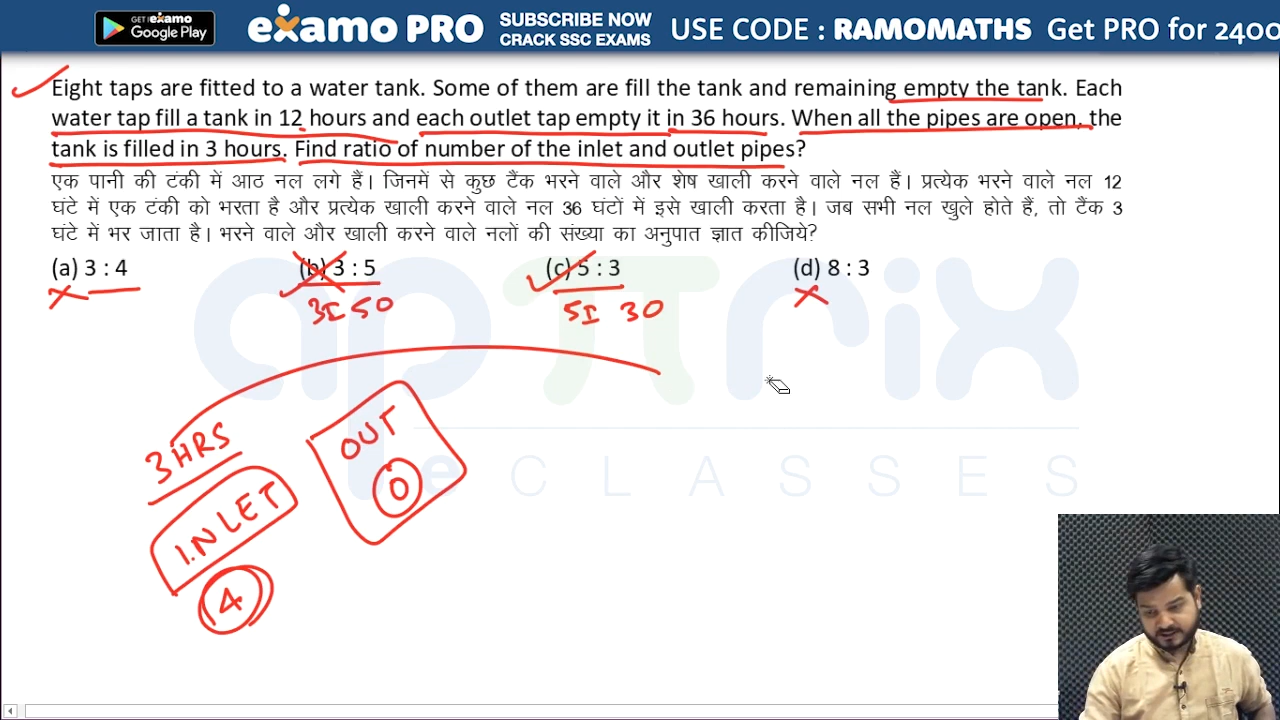 GET IT examo
Google Play
examo PRO
SUBSCRIBE NOW
CRACK SSC EXAMS
USE CODE : RAMOMATHS Get PRO for 2400
Eight taps are fitted to a water tank. Some of them are fill the tank and remaining empty the tank. Each
water tap fill a tank in 12 hours and each outlet tap empty it in 36 hours. When all the pipes are open, the
tank is filled in 3 hours. Find ratio of number of the inlet and outlet pipes?
एक पानी की टंकी में आठ नल लगे हैं। जिनमें से कुछ टैंक भरने वाले और शेष खाली करने वाले नल हैं। प्रत्येक भरने वाले नल 12
घंटे में एक टंकी को भरता है और प्रत्येक खाली करने वाले नल 36 घंटों में इसे खाली करता है। जब सभी नल खुले होते हैं, तो टैंक 3
घंटे में भर जाता है। भरने वाले और खाली करने वाले नलों की संख्या का अनुपात ज्ञात कीजिये?
(a) 3 : 4 (b) 3 : 5 (c) 5 : 3 (d) 8 : 3
3I 5O 5I 3O
3 HRS
OUT
0
INLET
4
apπrix
e CLASSES